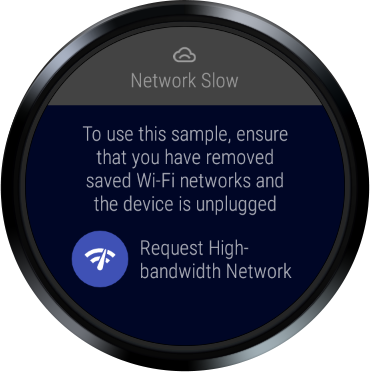 Network Slow
To use this sample, ensure
that you have removed
saved Wi-Fi networks and
the device is unplugged
Request High-
bandwidth Network